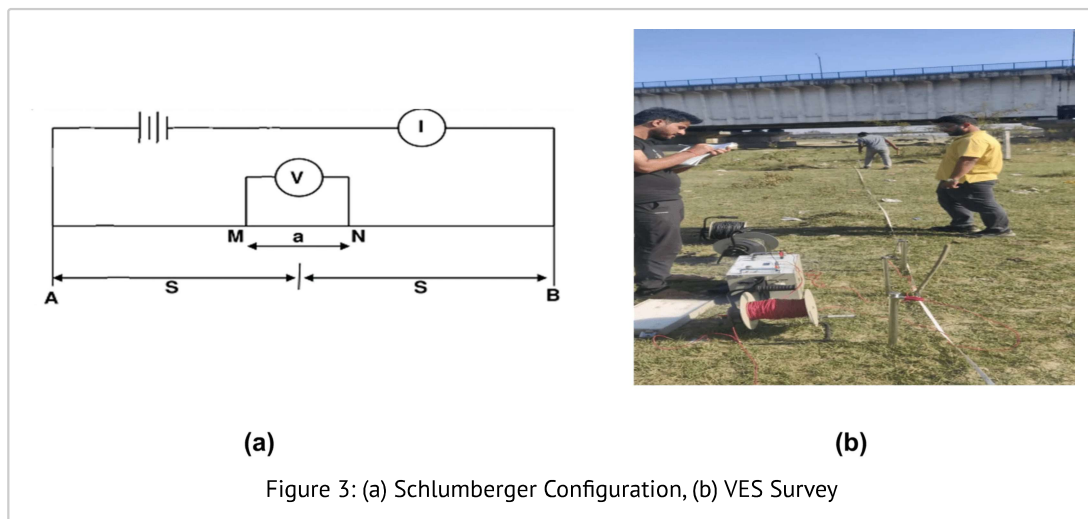 I
V
M a N
S S
A B
(a) (b)
Figure 3: (a) Schlumberger Configuration, (b) VES Survey